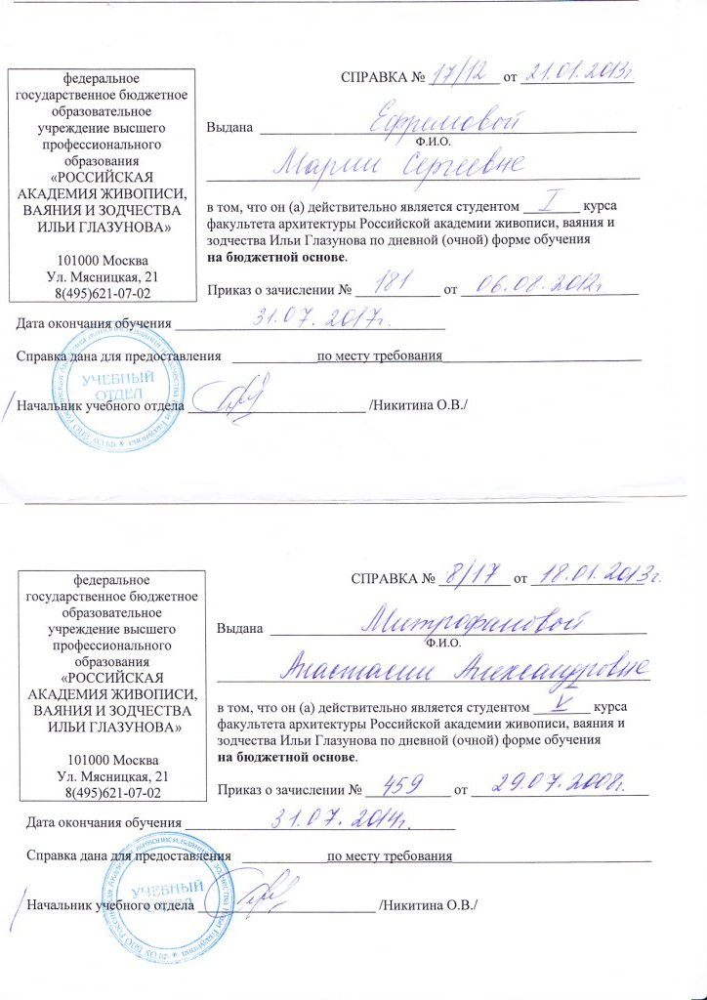 СПРАВКА № 17/12 от 21.01.2013г.
федеральное
государственное бюджетное
образовательное
учреждение высшего
профессионального
образования
«РОССИЙСКАЯ
АКАДЕМИЯ ЖИВОПИСИ,
ВАЯНИЯ И ЗОДЧЕСТВА
ИЛЬИ ГЛАЗУНОВА»
101000 Москва
Ул. Мясницкая, 21
8(495)621-07-02
Выдана Ефремовой
Ф.И.О.
Марии Сергеевне
в том, что он (а) действительно является студентом I курса
факультета архитектуры Российской академии живописи, ваяния и
зодчества Ильи Глазунова по дневной (очной) форме обучения
на бюджетной основе.
Приказ о зачислении № 181 от 06.08.2012г.
Дата окончания обучения 31.07.2017г.
Справка дана для предоставления по месту требования
УЧЕБНЫЙ
ОТДЕЛ
Начальник учебного отдела /Никитина О.В./
СПРАВКА № 8/17 от 18.01.2013г.
федеральное
государственное бюджетное
образовательное
учреждение высшего
профессионального
образования
«РОССИЙСКАЯ
АКАДЕМИЯ ЖИВОПИСИ,
ВАЯНИЯ И ЗОДЧЕСТВА
ИЛЬИ ГЛАЗУНОВА»
101000 Москва
Ул. Мясницкая, 21
8(495)621-07-02
Выдана Митрофановой
Ф.И.О.
Анастасии Александровне
в том, что он (а) действительно является студентом V курса
факультета архитектуры Российской академии живописи, ваяния и
зодчества Ильи Глазунова по дневной (очной) форме обучения
на бюджетной основе.
Приказ о зачислении № 459 от 29.07.2008г.
Дата окончания обучения 31.07.2014г.
Справка дана для предоставления по месту требования
УЧЕБНЫЙ
ОТДЕЛ
Начальник учебного отдела /Никитина О.В./